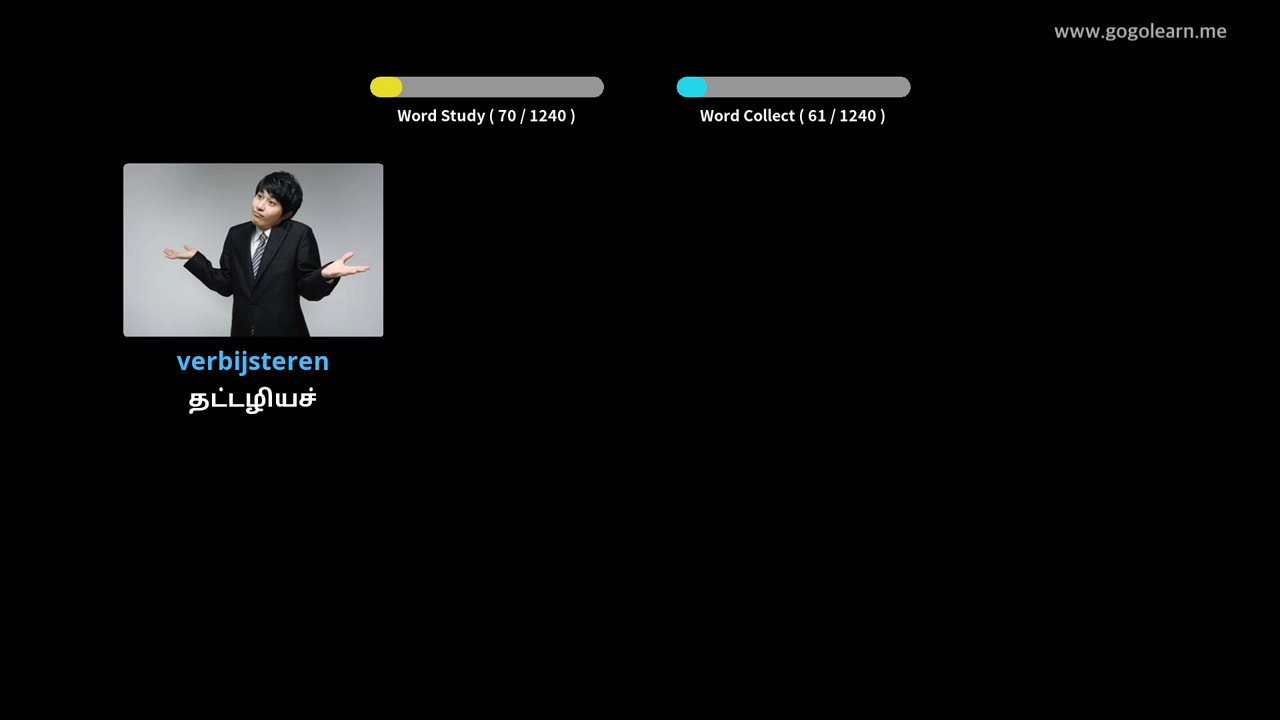 www.gogolearn.me
Word Study ( 70 / 1240 )
Word Collect ( 61 / 1240 )
verbijsteren
தட்டழியச்